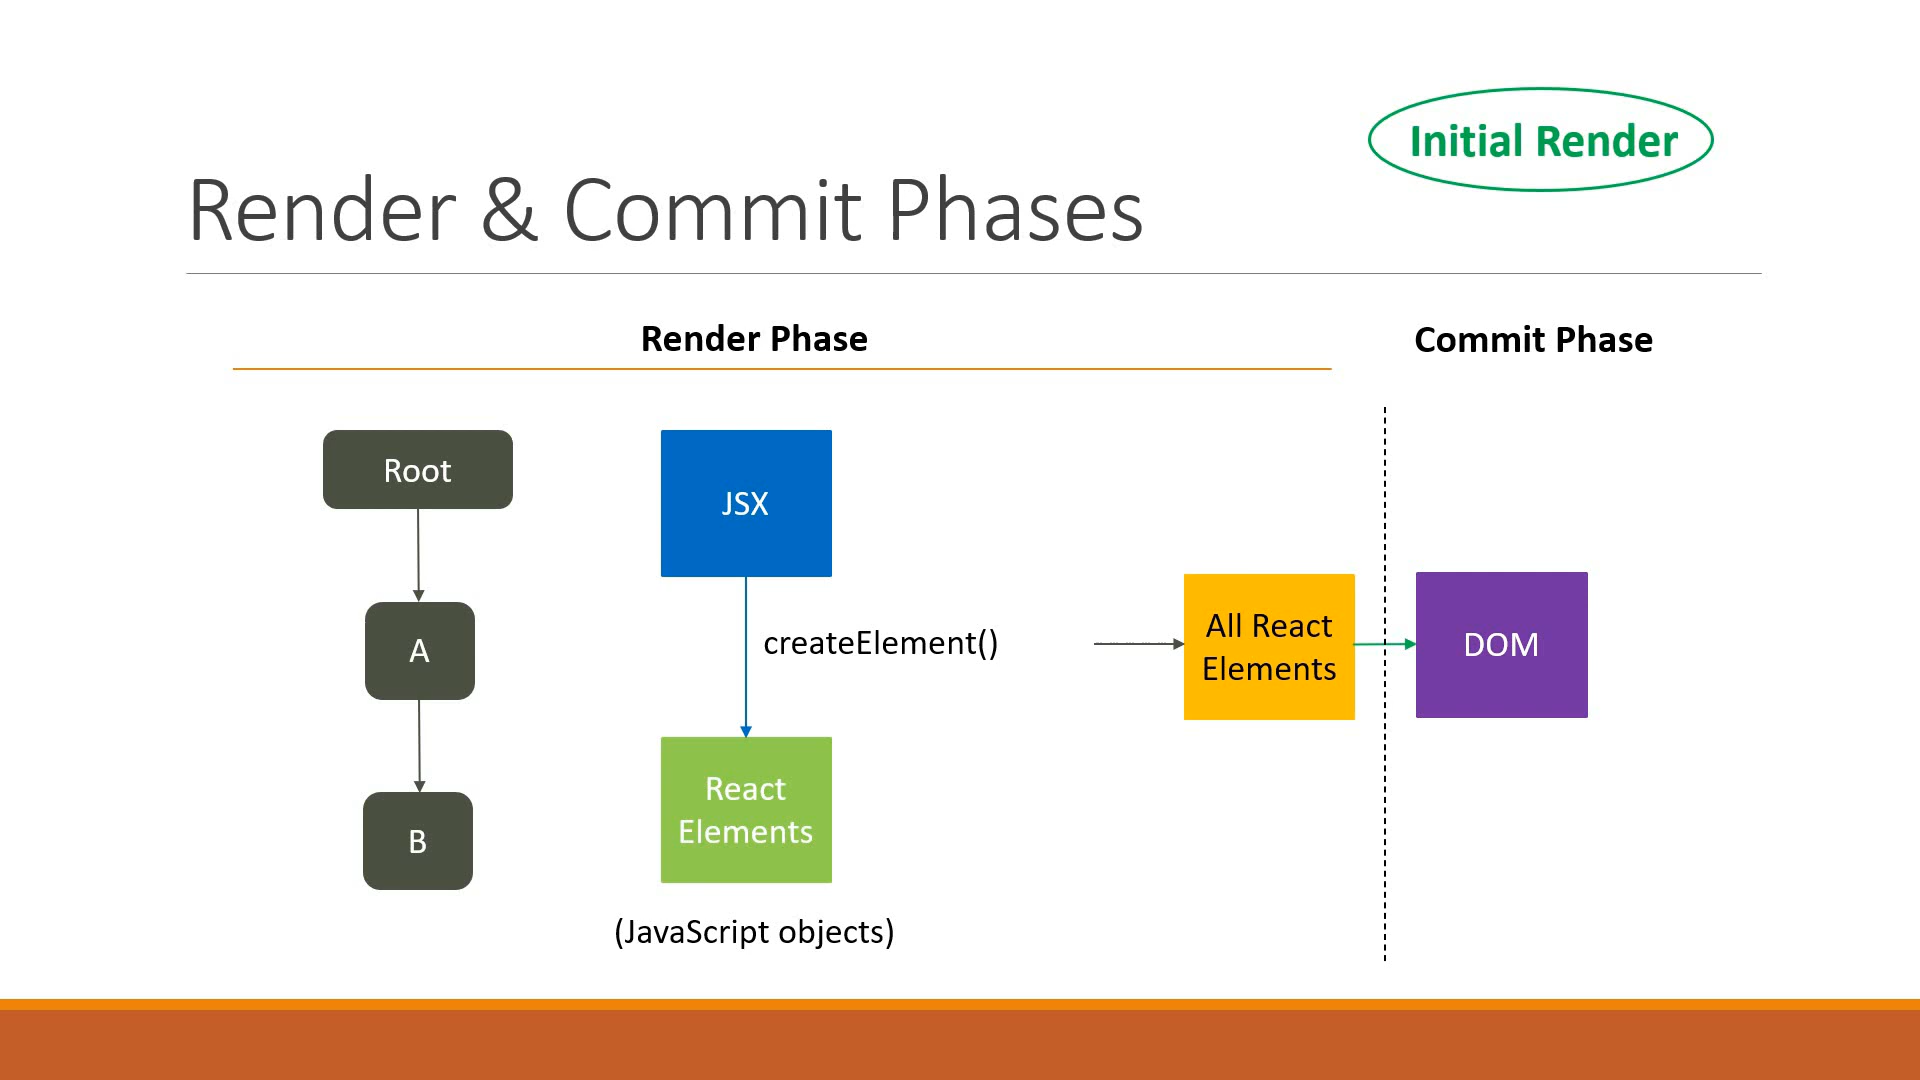 Initial Render
Render & Commit Phases
Render Phase
Commit Phase
Root
A
B
JSX
createElement()
React
Elements
(JavaScript objects)
All React
Elements
DOM